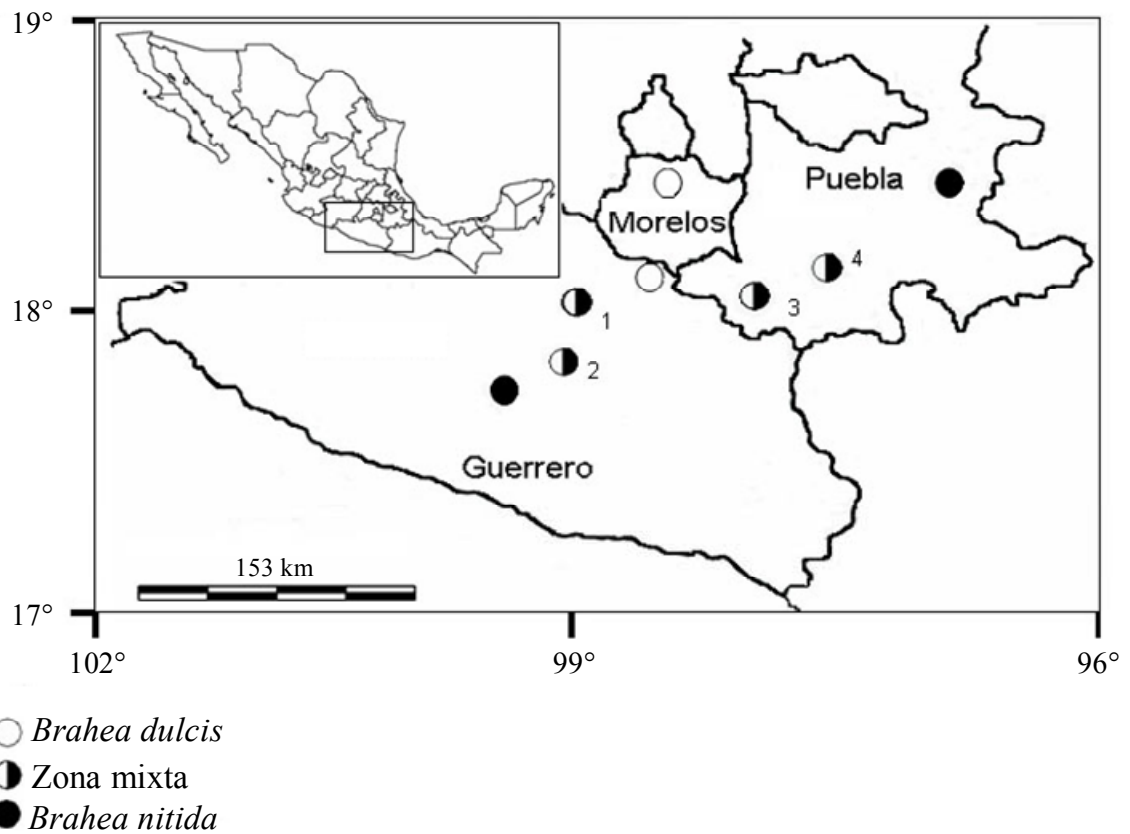 19°
Puebla
Morelos
4
18°
3
1
2
Guerrero
153 km
17°
102°
99°
96°
Brahea dulcis
Zona mixta
Brahea nitida